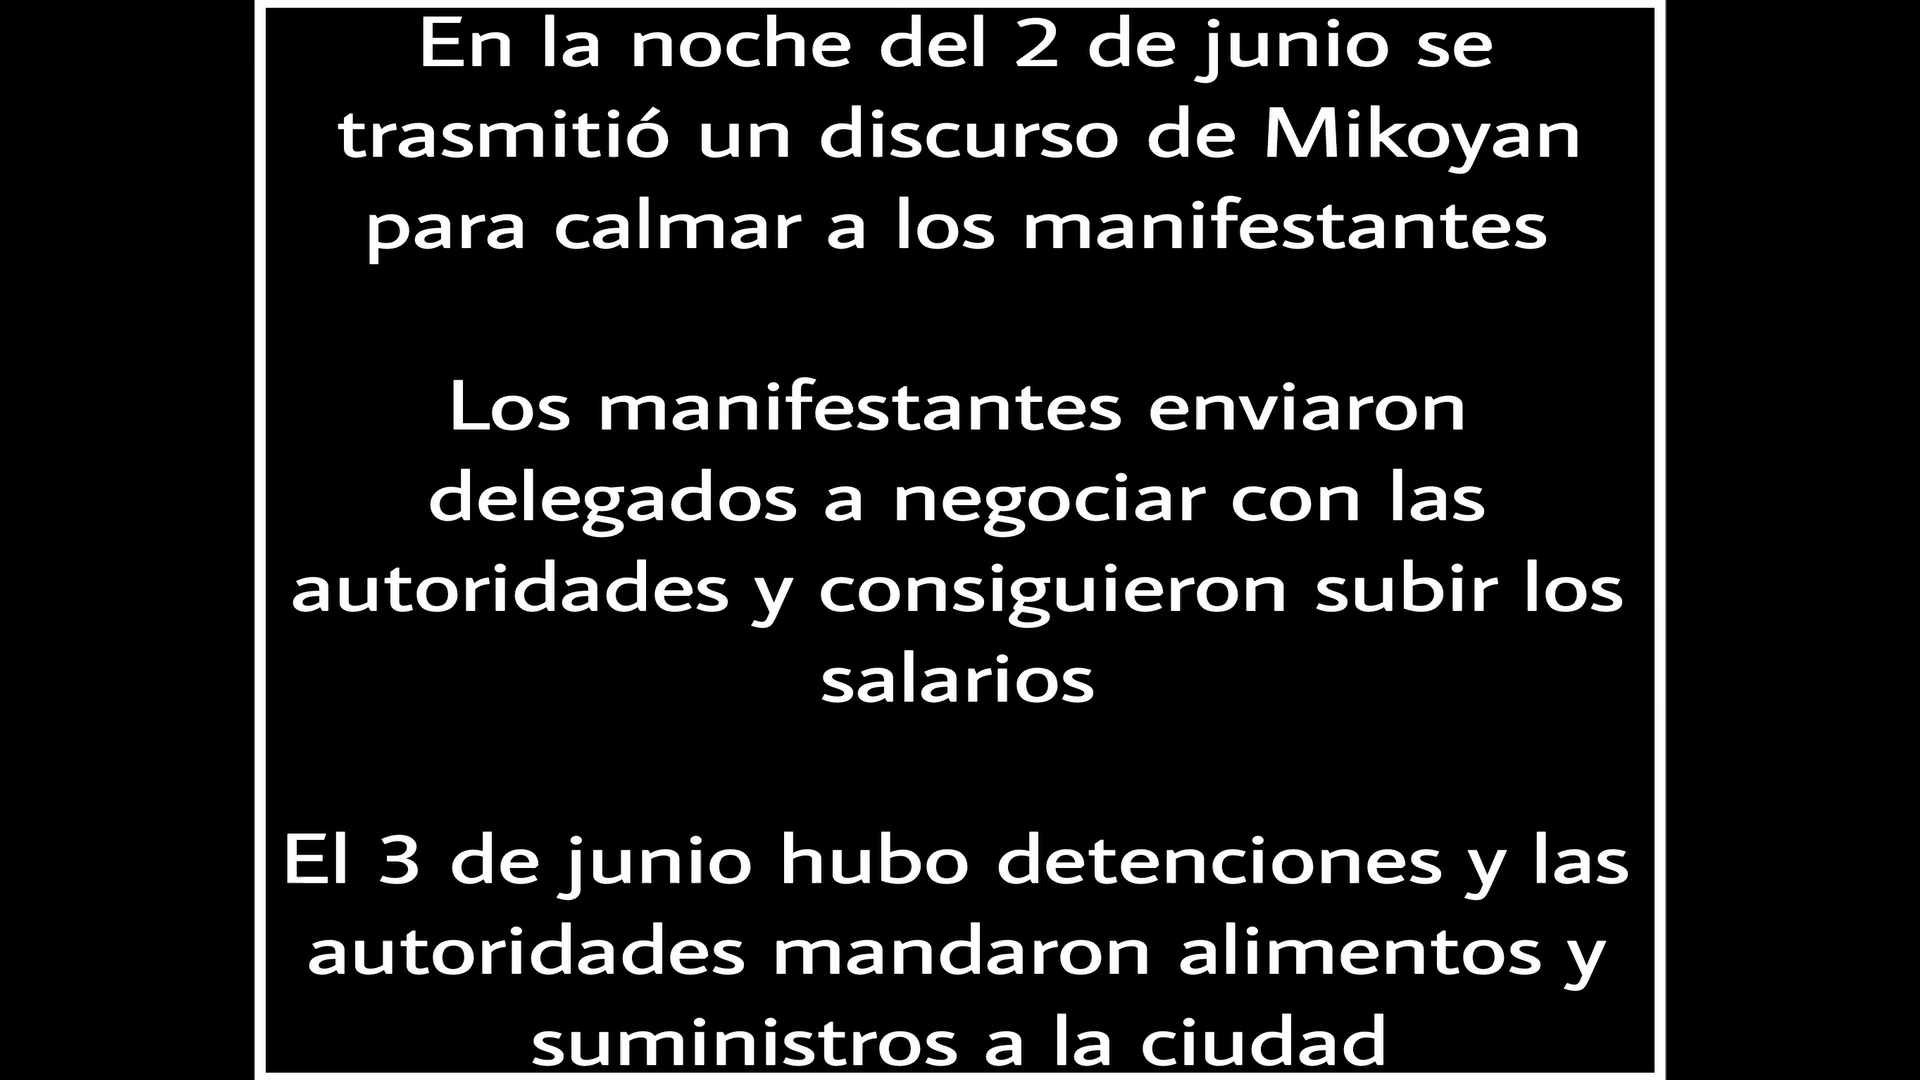 En la noche del 2 de junio se
trasmitió un discurso de Mikoyan
para calmar a los manifestantes
Los manifestantes enviaron
delegados a negociar con las
autoridades y consiguieron subir los
salarios
El 3 de junio hubo detenciones y las
autoridades mandaron alimentos y
suministros a la ciudad